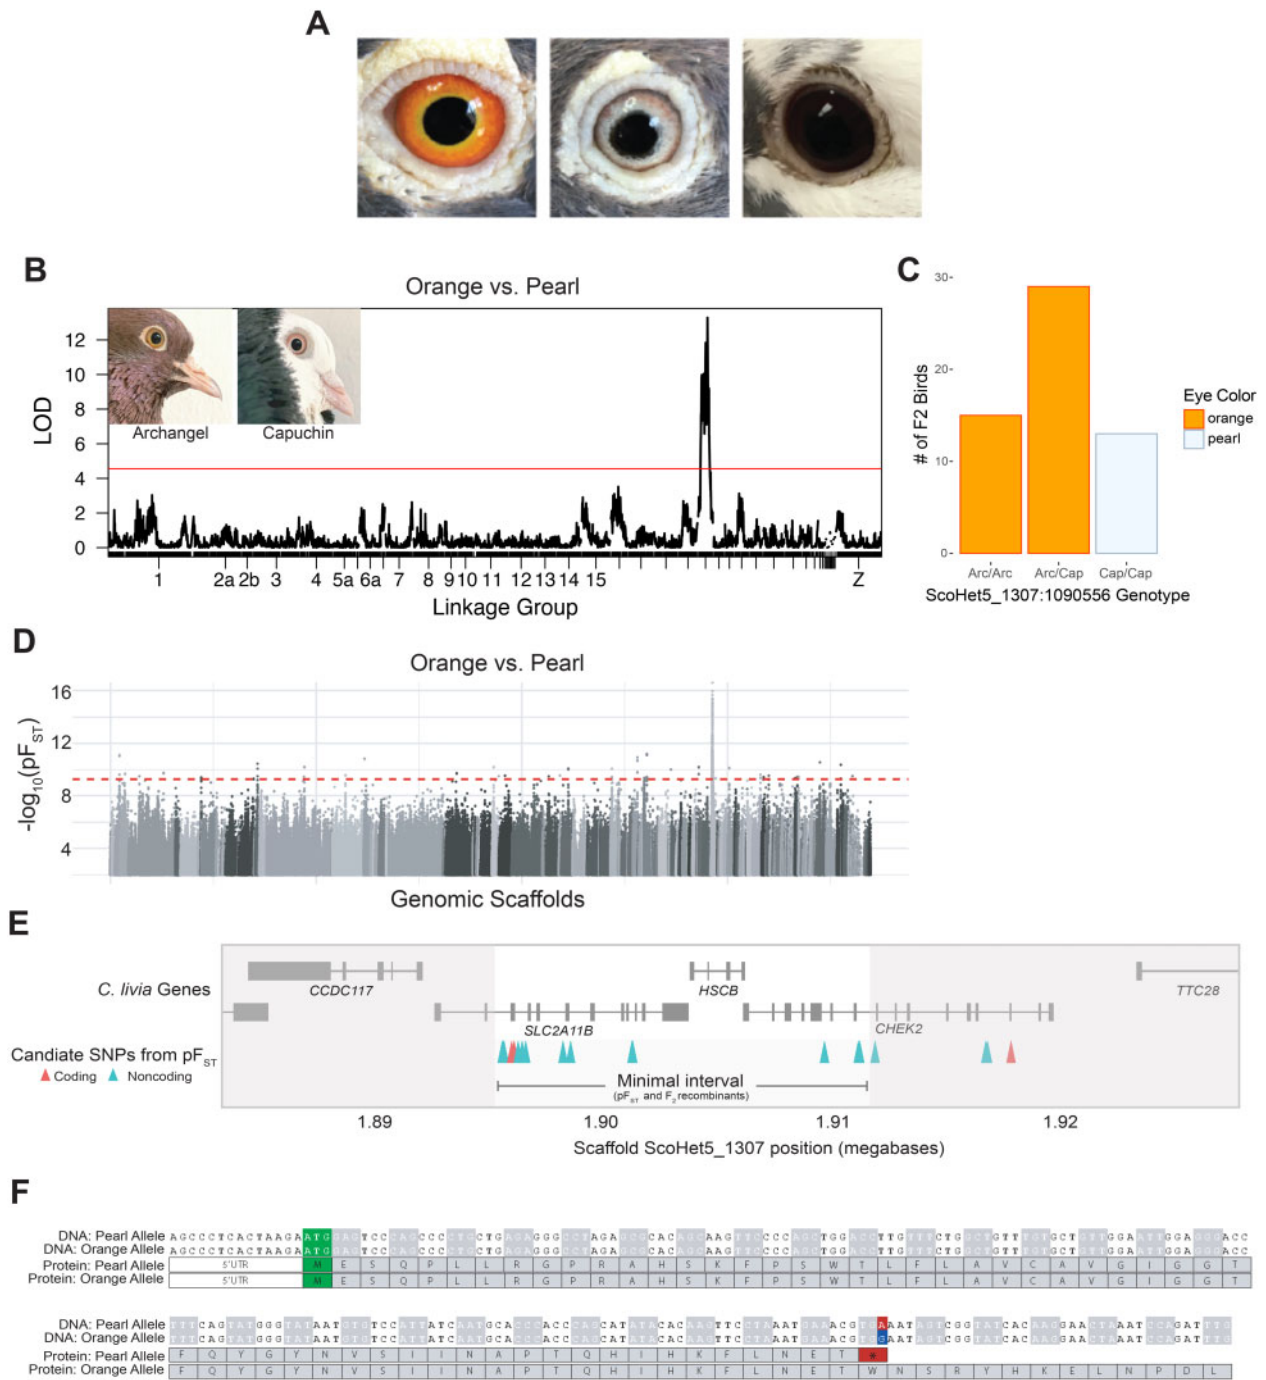 A
B
Orange vs. Pearl
LOD
12
10
8
6
4
2
0
Archangel
Capuchin
1 2a 2b 3 4 5a 6a 7 8 9 10 11 12 13 14 15 Z
Linkage Group
C
# of F2 Birds
30-
20-
10-
0-
Arc/Arc Arc/Cap Cap/Cap
ScoHet5_1307:1090556 Genotype
Eye Color
orange
pearl
D
Orange vs. Pearl
-log10(pFST)
16
12
8
4
Genomic Scaffolds
E
C. livia Genes
CCDC117
SLC2A11B
HSCB
CHEK2
TTC28
Candiate SNPs from pFST
Coding Noncoding
Minimal interval
(pFST and F2 recombinants)
1.89 1.90 1.91 1.92
Scaffold ScoHet5_1307 position (megabases)
F
DNA: Pearl Allele
DNA: Orange Allele
Protein: Pearl Allele 5'UTR M E S Q P L L R G P R A H S K F P S W T L F L A V C A V G I G G T
Protein: Orange Allele 5'UTR M E S Q P L L R G P R A H S K F P S W T L F L A V C A V G I G G T
DNA: Pearl Allele
DNA: Orange Allele
Protein: Pearl Allele F Q Y G Y N V S I I N A P T Q H I H K F L N E T *
Protein: Orange Allele F Q Y G Y N V S I I N A P T Q H I H K F L N E T W N S R Y H K E L N P D L